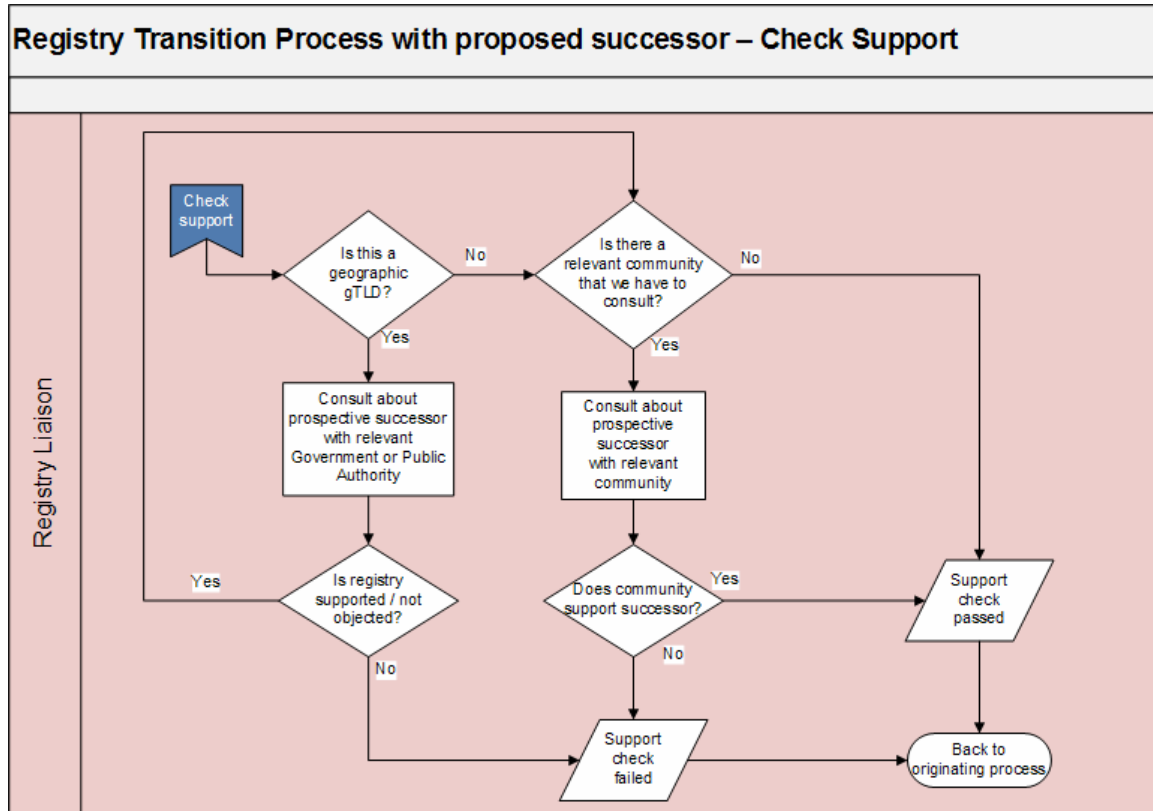 Registry Transition Process with proposed successor – Check Support
Registry Liaison
Check
support
Is this a
geographic
gTLD?
No
Is there a
relevant community
that we have to
consult?
No
Yes
Yes
Consult about
prospective successor
with relevant
Government or Public
Authority
Consult about
prospective
successor
with relevant
community
Is registry
supported / not
objected?
Yes
No
Does community
support successor?
Yes
No
Support
check
passed
Support
check
failed
Back to
originating process